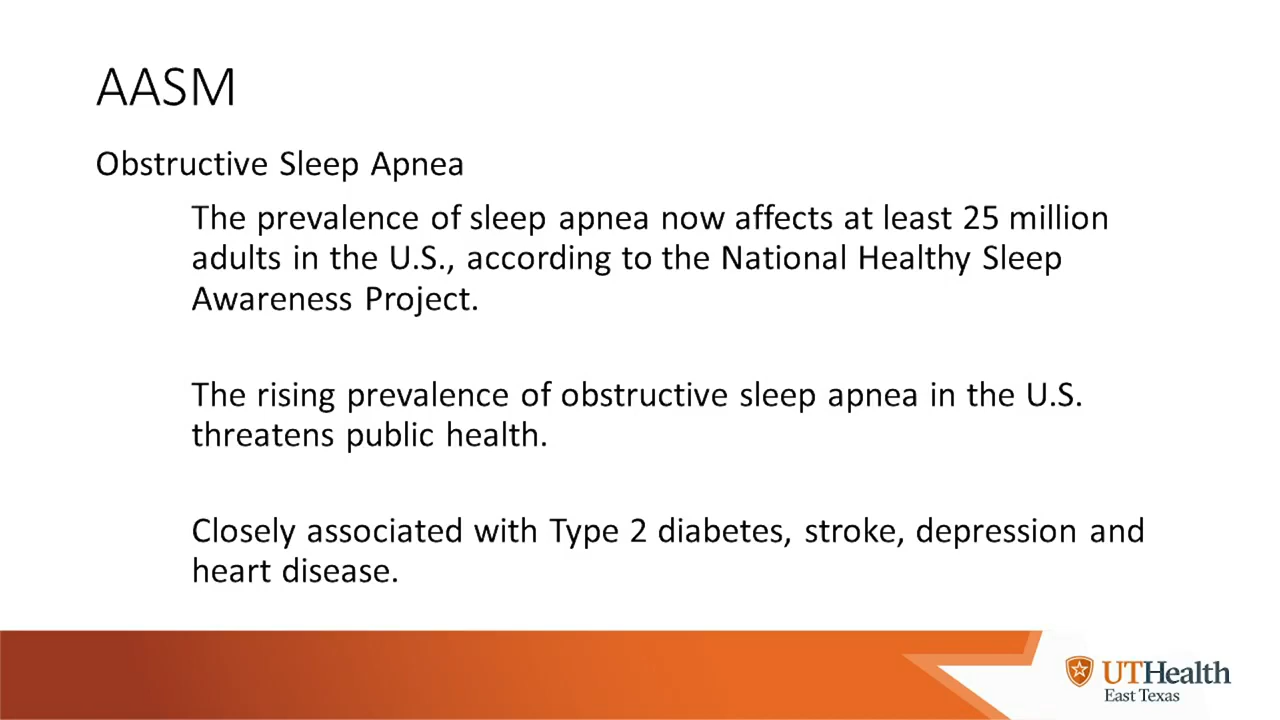 AASM
Obstructive Sleep Apnea
The prevalence of sleep apnea now affects at least 25 million
adults in the U.S., according to the National Healthy Sleep
Awareness Project.
The rising prevalence of obstructive sleep apnea in the U.S.
threatens public health.
Closely associated with Type 2 diabetes, stroke, depression and
heart disease.
UTHealth
East Texas